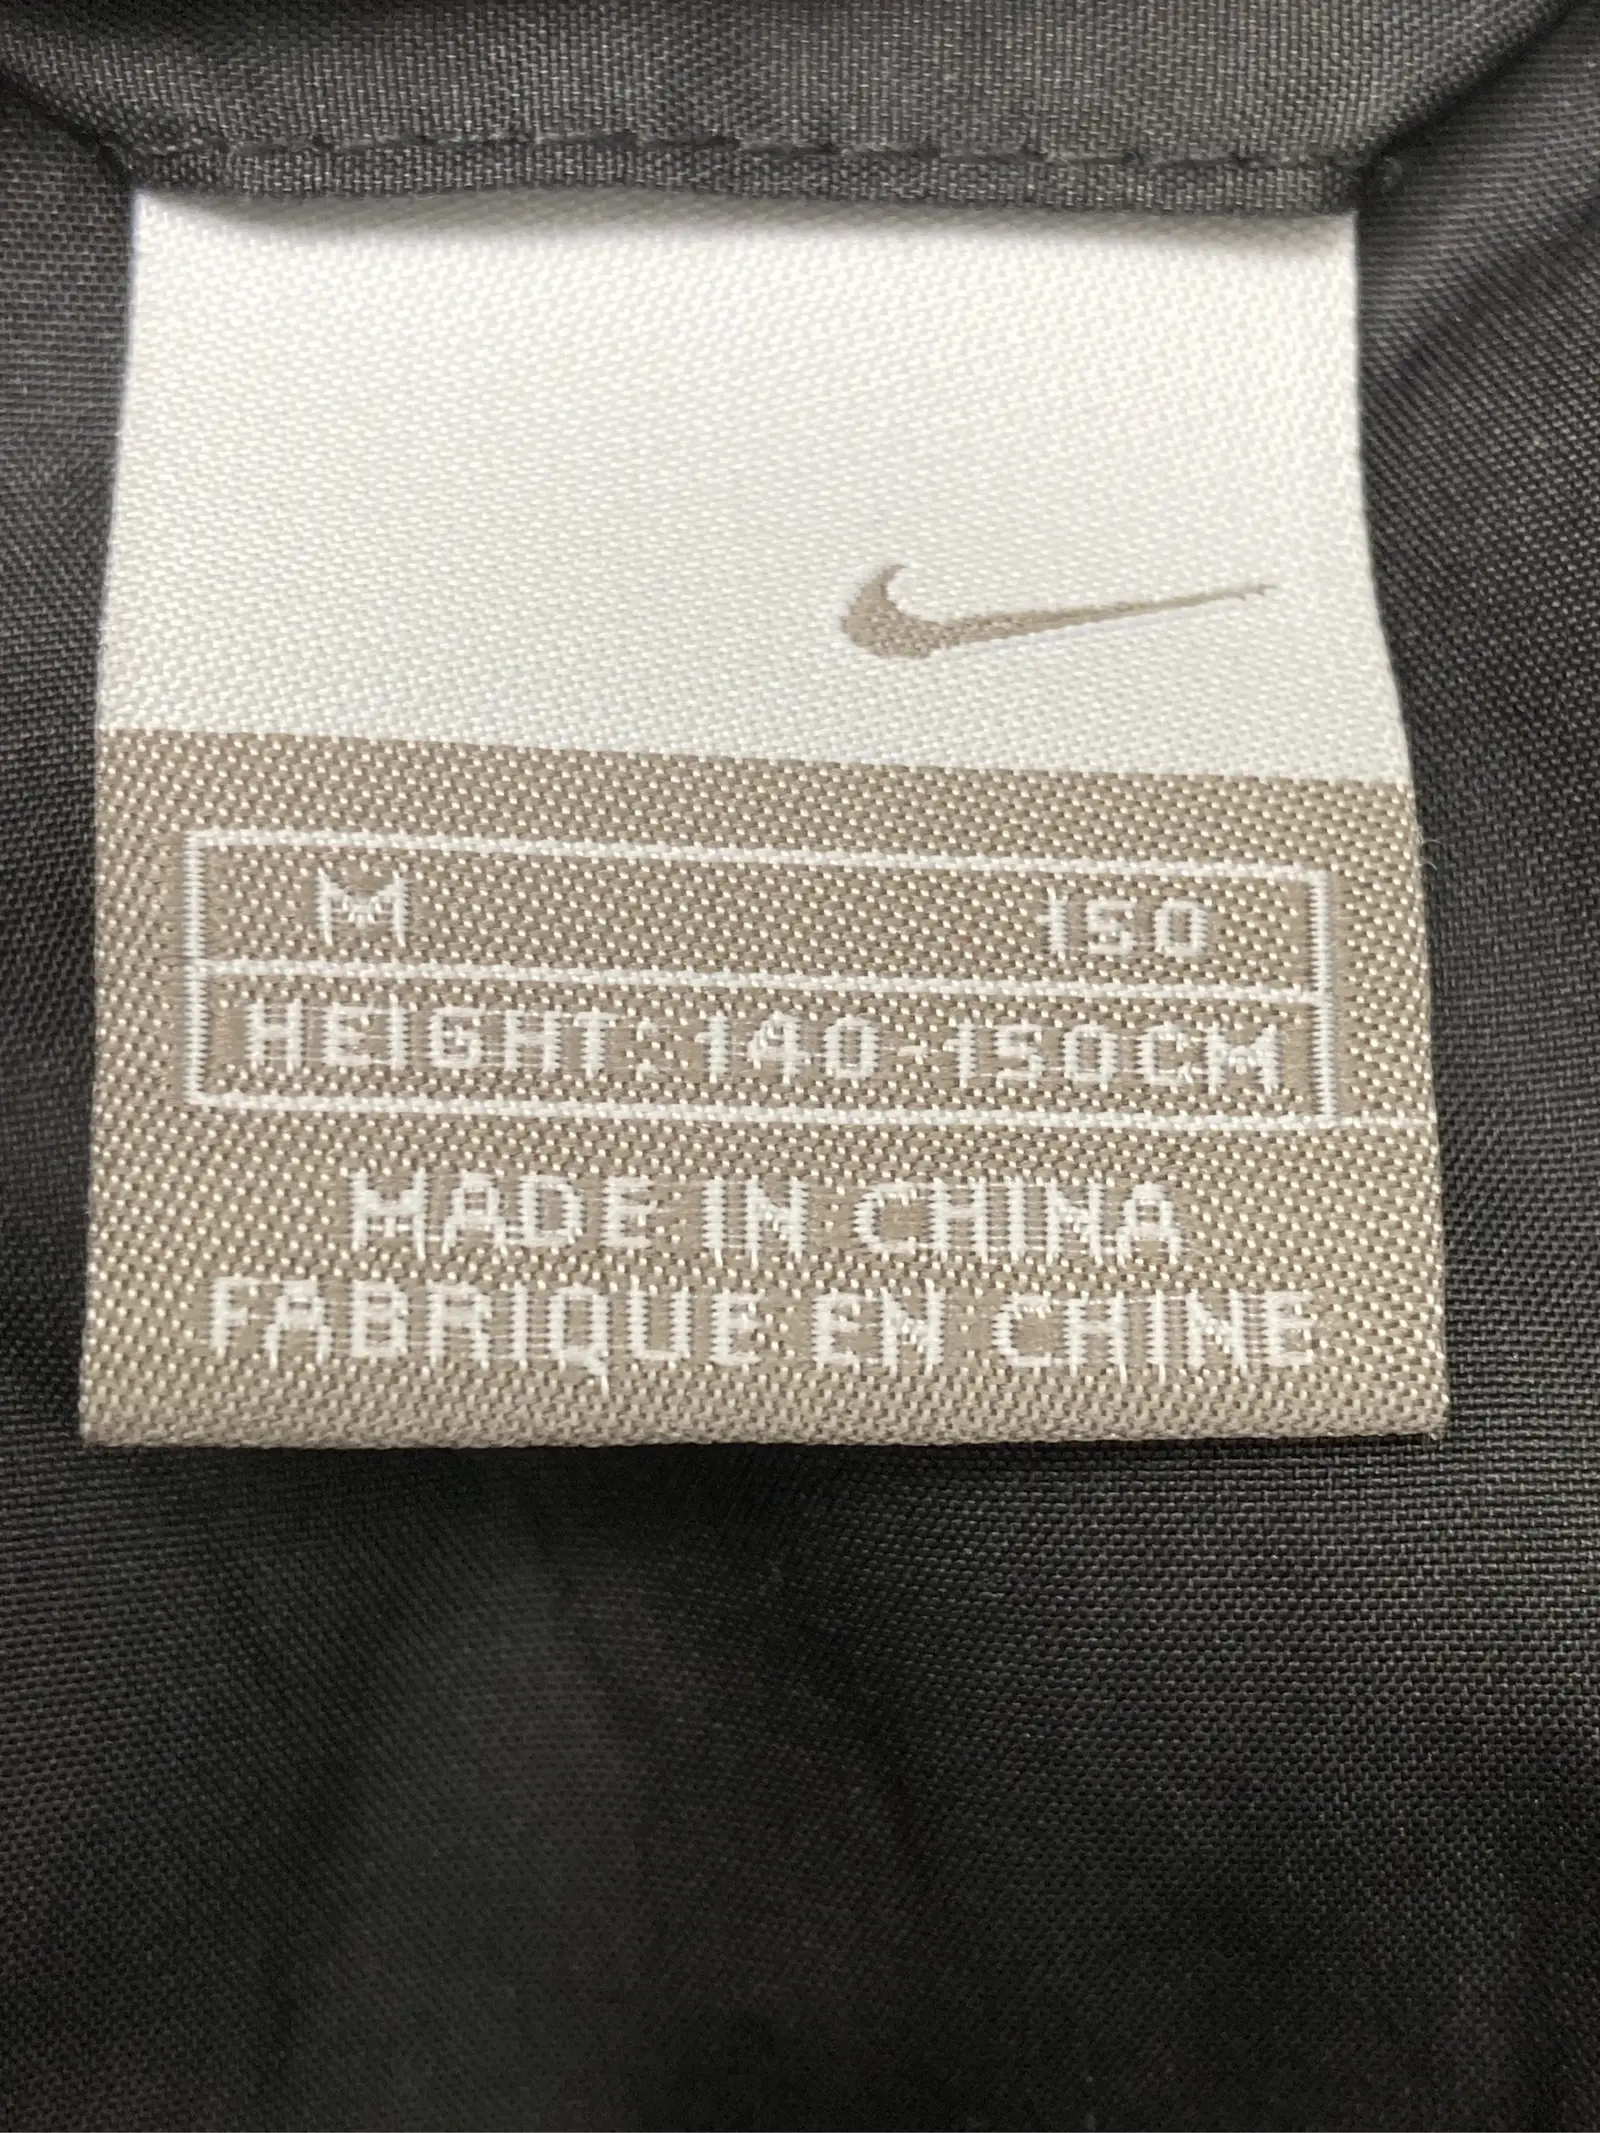 M 150
HEIGHT: 140-150CM
MADE IN CHINA
FABRIQUE EN CHINE